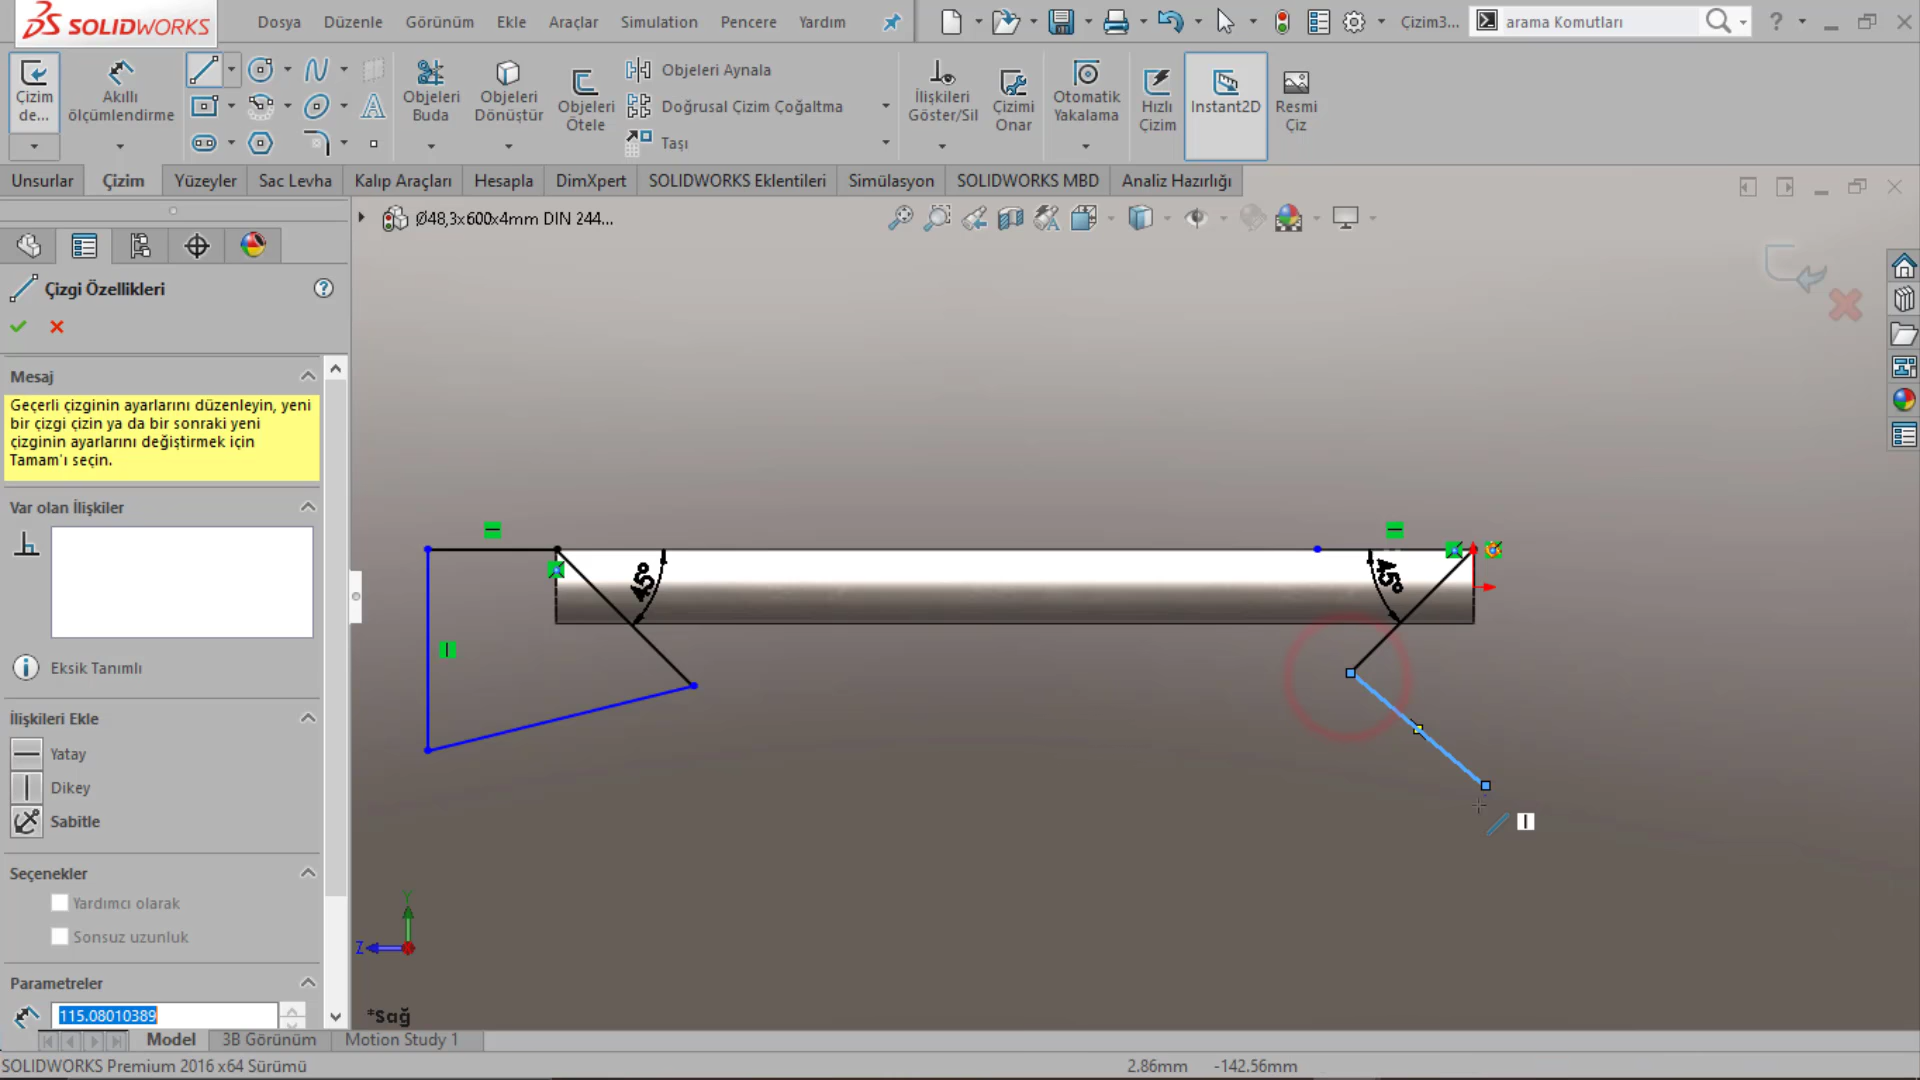 SOLIDWORKS
Dosya
Düzenle
Görünüm
Ekle
Araçlar
Simulation
Pencere
Yardım
Çizim3...
arama Komutları
?
Çizim
de...
Akıllı
ölçümlendirme
Objeleri
Buda
Objeleri
Dönüştür
Objeleri
Ötele
Objeleri Aynala
Doğrusal Çizim Çoğaltma
Taşı
İlişkileri
Göster/Sil
Çizimi
Onar
Otomatik
Yakalama
Hızlı
Çizim
Instant2D
Resmi
Çiz
Unsurlar
Çizim
Yüzeyler
Sac Levha
Kalıp Araçları
Hesapla
DimXpert
SOLIDWORKS Eklentileri
Simülasyon
SOLIDWORKS MBD
Analiz Hazırlığı
Ø48,3x600x4mm DIN 244...
Çizgi Özellikleri
?
Mesaj
Geçerli çizginin ayarlarını düzenleyin, yeni
bir çizgi çizin ya da bir sonraki yeni
çizginin ayarlarını değiştirmek için
Tamam'ı seçin.
Var olan İlişkiler
Eksik Tanımlı
İlişkileri Ekle
Yatay
Dikey
Sabitle
Seçenekler
Yardımcı olarak
Sonsuz uzunluk
Parametreler
115.08010389
45°
45°
Y
Z
*Sağ
Model
3B Görünüm
Motion Study 1
SOLIDWORKS Premium 2016 x64 Sürümü
2.86mm
-142.56mm